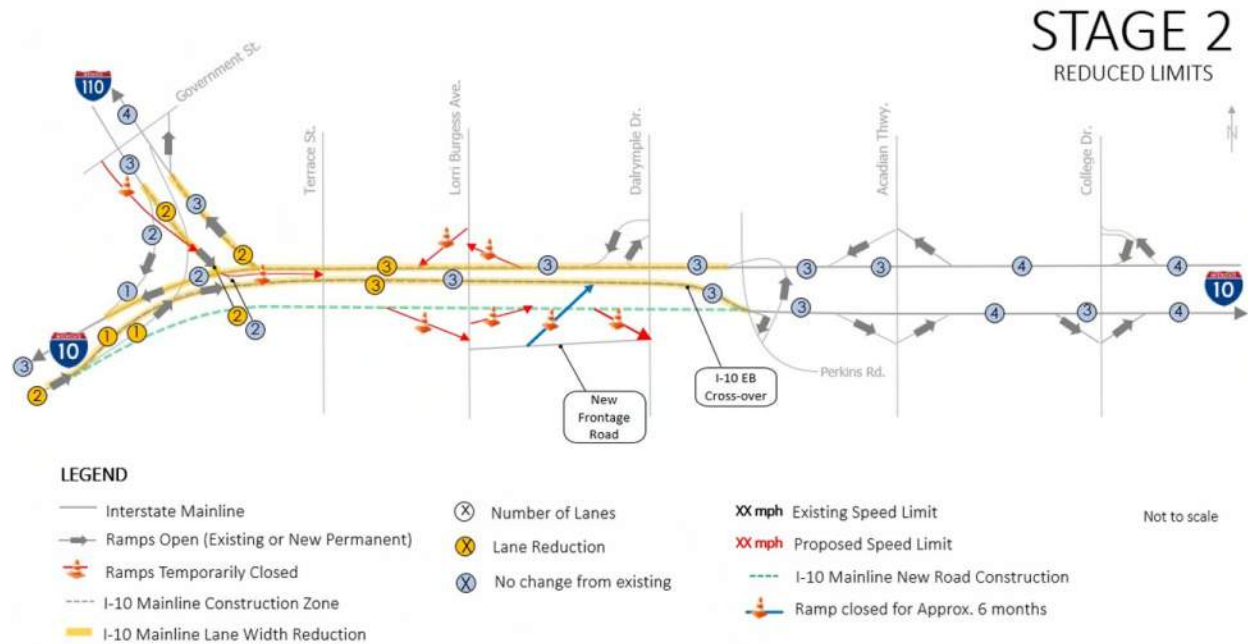 STAGE 2
REDUCED LIMITS
110
Government St.
Terrace St.
Lorri Burgess Ave.
Dalrymple Dr.
Acadian Thwy.
College Dr.
N
4
3
2
3
2
2
2
1
1
1
2
2
3
3
3
3
3
3
3
3
3
4
4
4
3
4
10
10
3
2
Perkins Rd.
I-10 EB
Cross-over
New
Frontage
Road
LEGEND
Interstate Mainline
Ramps Open (Existing or New Permanent)
Ramps Temporarily Closed
I-10 Mainline Construction Zone
I-10 Mainline Lane Width Reduction
X Number of Lanes
X Lane Reduction
X No change from existing
XX mph Existing Speed Limit
XX mph Proposed Speed Limit
I-10 Mainline New Road Construction
Ramp closed for Approx. 6 months
Not to scale